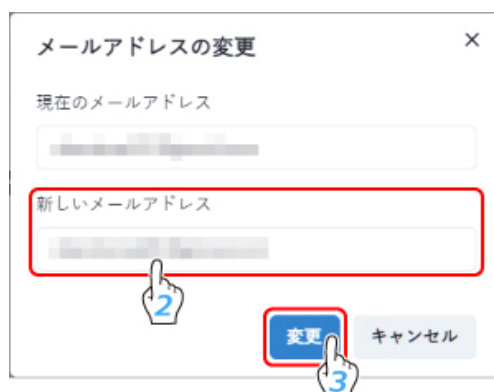 メールアドレスの変更 ×
現在のメールアドレス
新しいメールアドレス
2
変更 キャンセル
3